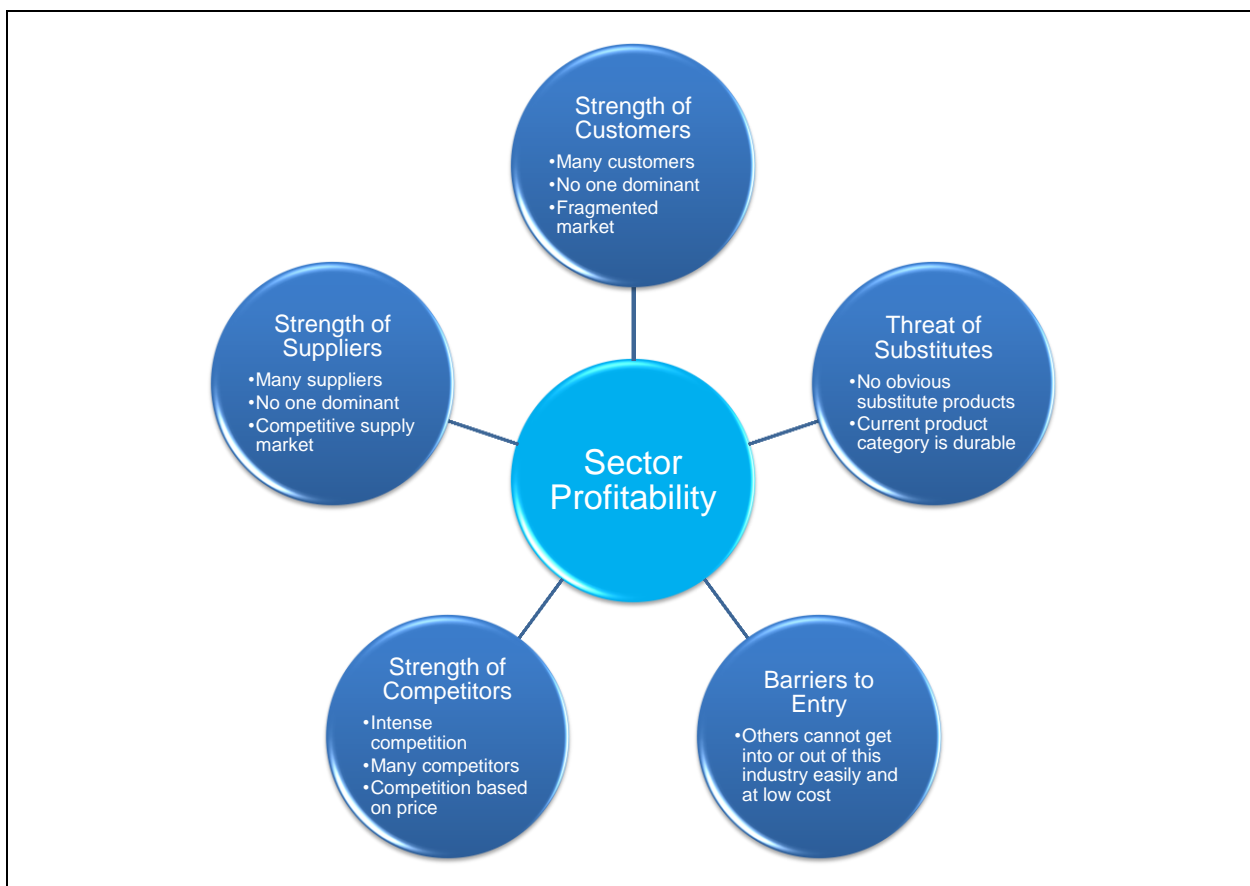 Strength of
Customers
•Many customers
•No one dominant
•Fragmented
market
Strength of
Suppliers
•Many suppliers
•No one dominant
•Competitive supply
market
Threat of
Substitutes
•No obvious
substitute products
•Current product
category is durable
Sector
Profitability
Strength of
Competitors
•Intense
competition
•Many competitors
•Competition based
on price
Barriers to
Entry
•Others cannot get
into or out of this
industry easily and
at low cost